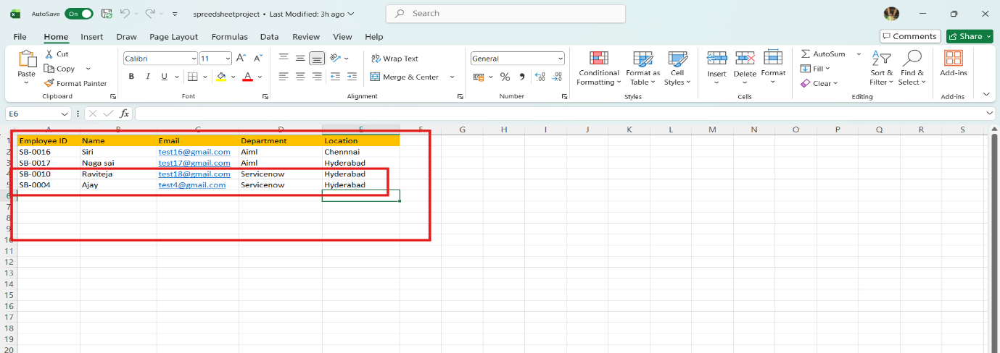 AutoSave On spreedsheetproject • Last Modified: 3h ago Search
File Home Insert Draw Page Layout Formulas Data Review View Help Comments Share
Paste
Cut
Copy
Format Painter
Clipboard
Calibri 11
B I U A
Font
Wrap Text
Merge & Center
Alignment
General
Number
Conditional Formatting
Format as Table
Cell Styles
Styles
Insert Delete Format
Cells
AutoSum
Fill
Clear
Sort & Filter
Find & Select
Editing
Add-ins
Add-ins
E6 fx
A B C D E F G H I J K L M N O P Q R S
1 Employee ID Name Email Department Location
2 SB-0016 Siri test16@gmail.com Aiml Chennnai
3 SB-0017 Naga sai test17@gmail.com Aiml Hyderabad
4 SB-0010 Raviteja test18@gmail.com Servicenow Hyderabad
5 SB-0004 Ajay test4@gmail.com Servicenow Hyderabad
6
7
8
9
10
11
12
13
14
15
16
17
18
19
20